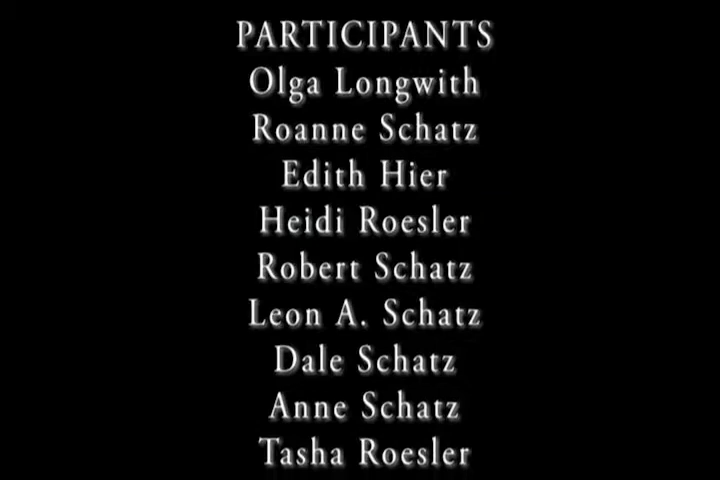 PARTICIPANTS
Olga Longwith
Roanne Schatz
Edith Hier
Heidi Roesler
Robert Schatz
Leon A. Schatz
Dale Schatz
Anne Schatz
Tasha Roesler